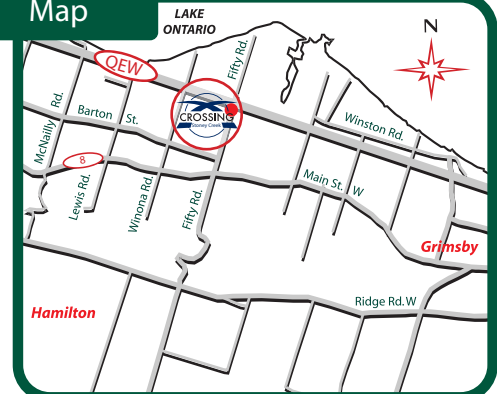 Map
LAKE
ONTARIO
N
QEW
Fifty Rd.
CROSSING
Stoney Creek
McNailly Rd.
Barton St.
Winston Rd.
8
Lewis Rd.
Winona Rd.
Fifty Rd.
Main St. W
Grimsby
Hamilton
Ridge Rd. W